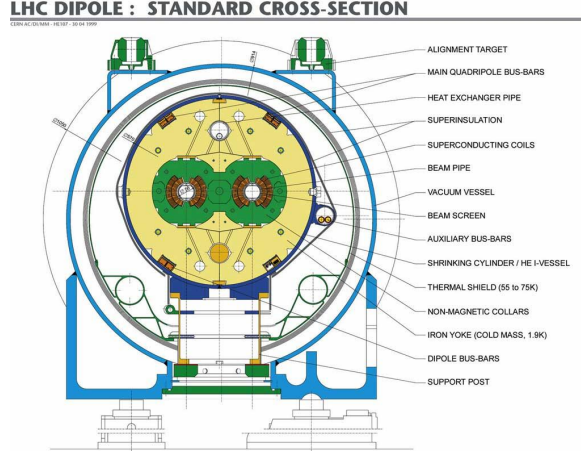 LHC DIPOLE : STANDARD CROSS-SECTION
CERN AC/DI/MM - HE107 - 30 04 1999
ALIGNMENT TARGET
MAIN QUADRIPOLE BUS-BARS
HEAT EXCHANGER PIPE
SUPERINSULATION
SUPERCONDUCTING COILS
BEAM PIPE
VACUUM VESSEL
BEAM SCREEN
AUXILIARY BUS-BARS
SHRINKING CYLINDER / HE I-VESSEL
THERMAL SHIELD (55 to 75K)
NON-MAGNETIC COLLARS
IRON YOKE (COLD MASS, 1.9K)
DIPOLE BUS-BARS
SUPPORT POST